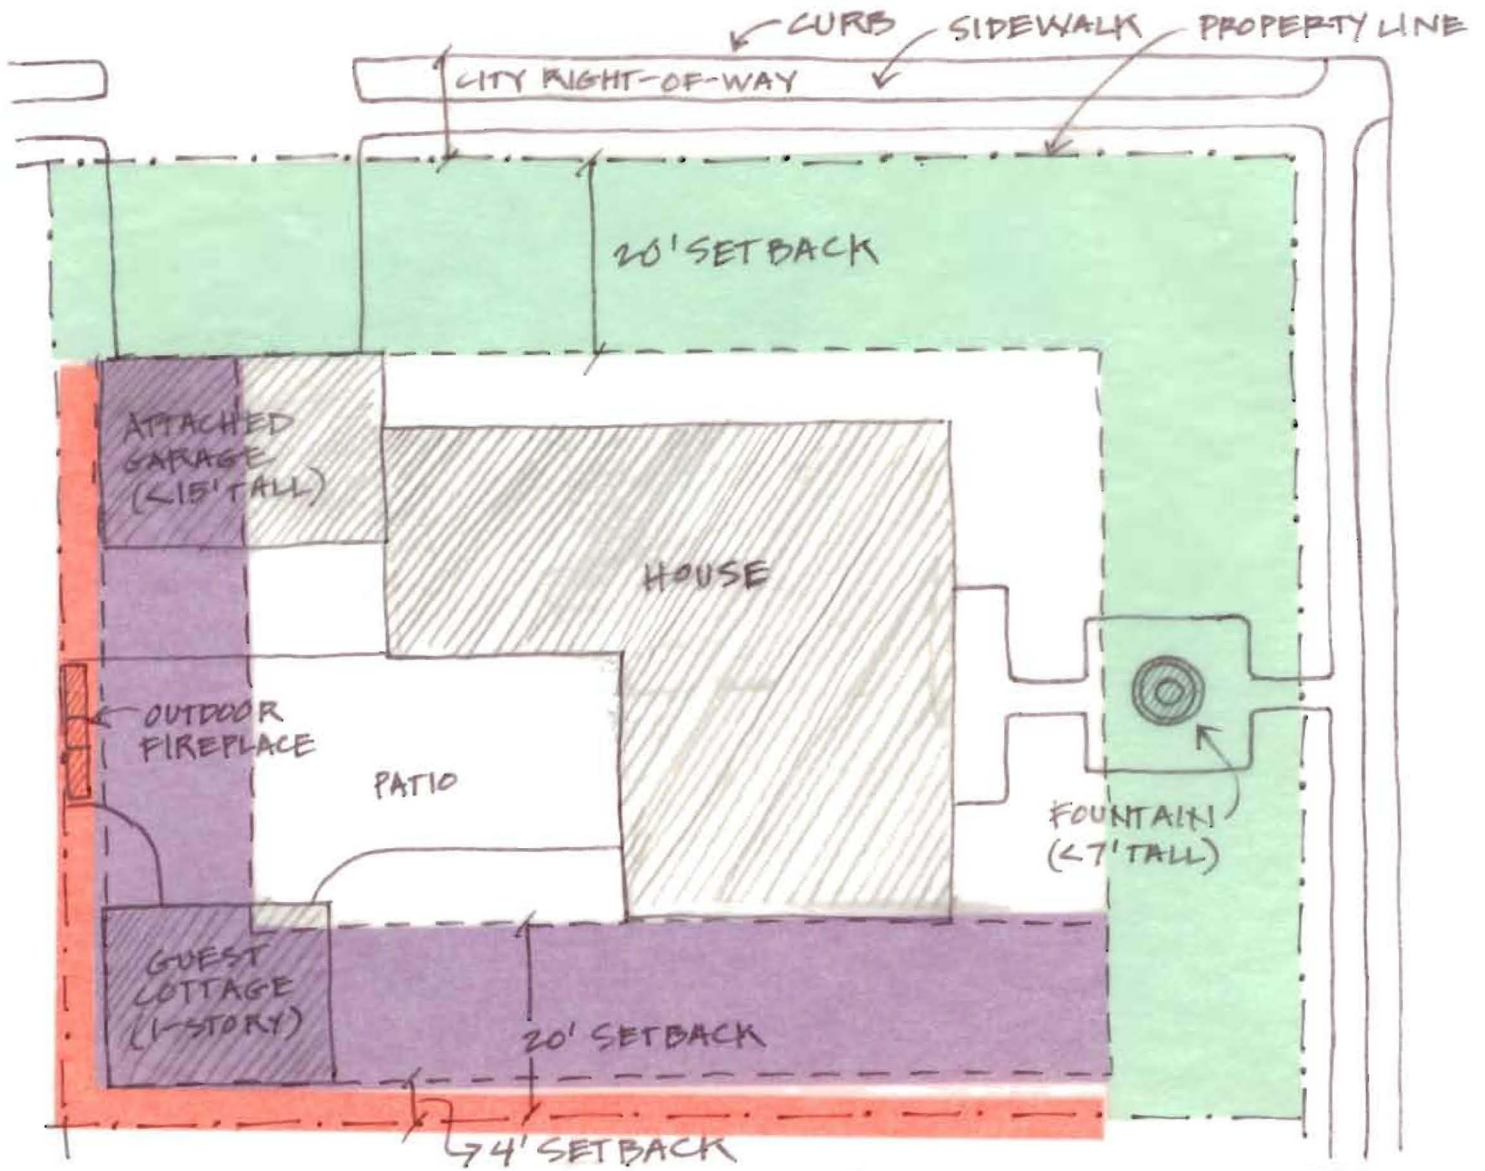 CURB
SIDEWALK
PROPERTY LINE
CITY RIGHT-OF-WAY
20' SETBACK
ATTACHED
GARAGE
(<15' TALL)
HOUSE
OUTDOOR
FIREPLACE
PATIO
FOUNTAIN
(<7' TALL)
GUEST
COTTAGE
(1-STORY)
20' SETBACK
4' SETBACK